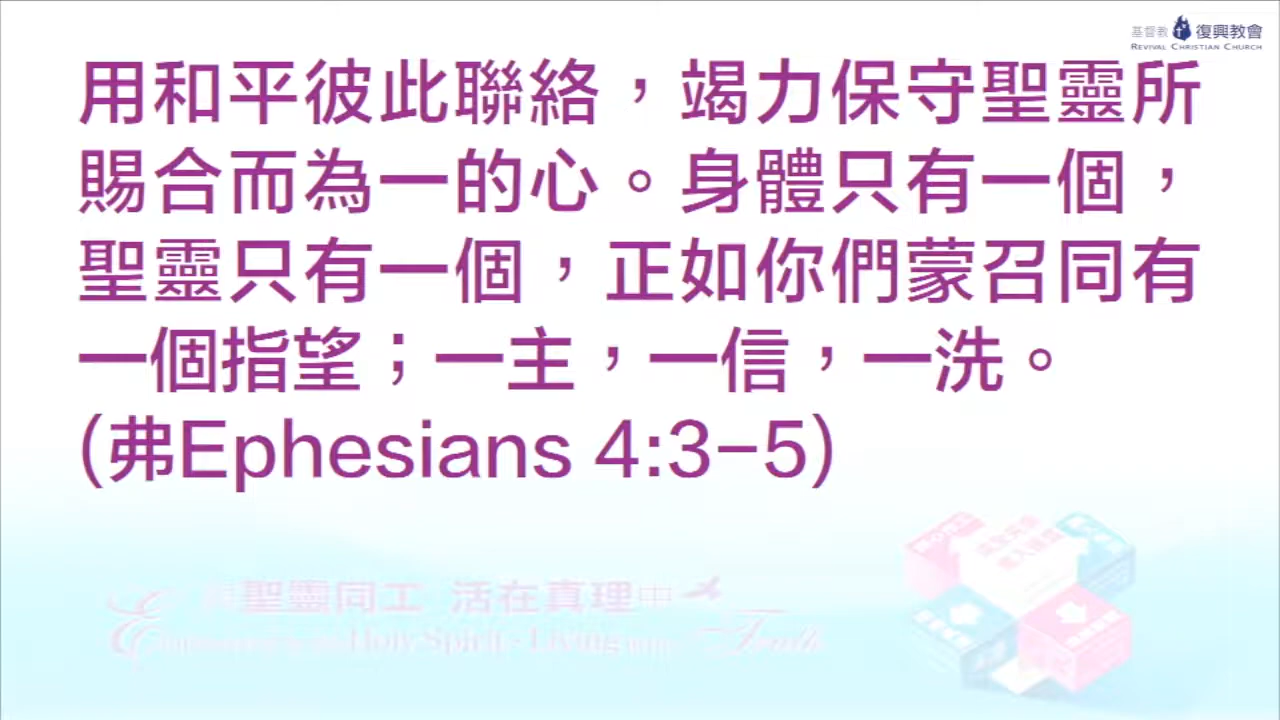 基督教 復興教會
REVIVAL CHRISTIAN CHURCH
用和平彼此聯絡，竭力保守聖靈所
賜合而為一的心。身體只有一個，
聖靈只有一個，正如你們蒙召同有
一個指望；一主，一信，一洗。
(弗Ephesians 4:3-5)
聖靈同工 活在真理中
Holy Spirit · Living Truth